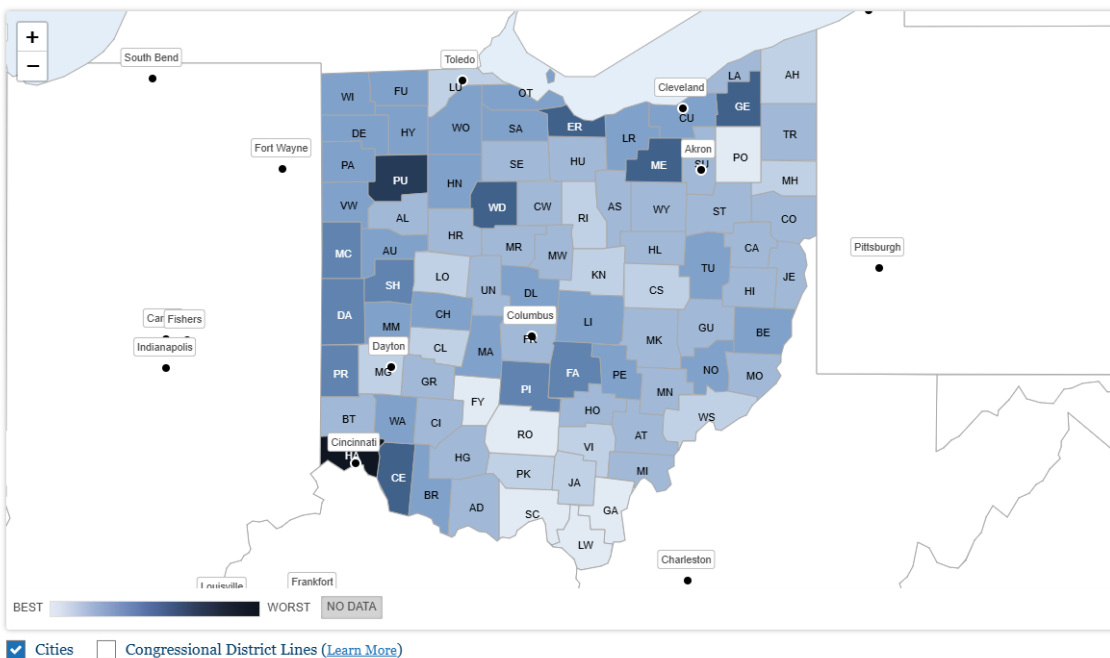 +
−
South Bend
Toledo
Cleveland
Akron
Fort Wayne
Pittsburgh
Fishers
Indianapolis
Columbus
Dayton
Cincinnati
Charleston
Louisville
Frankfort
WI FU LU OT LA AH
GE
DE HY WO SA ER LR CU TR
PA PU HN SE HU ME SU PO MH
VW AL WD CW RI AS WY ST CO
MC AU HR MR MW HL TU CA JE
SH LO UN DL KN CS HI
DA MM CH LI MK GU BE
PR MG CL MA FR FA PE NO MO
GR PI MN
BT WA CI FY HO WS
RO VI AT
HA CE HG PK JA MI
BR AD SC GA
LW
BEST WORST NO DATA
Cities Congressional District Lines (Learn More)